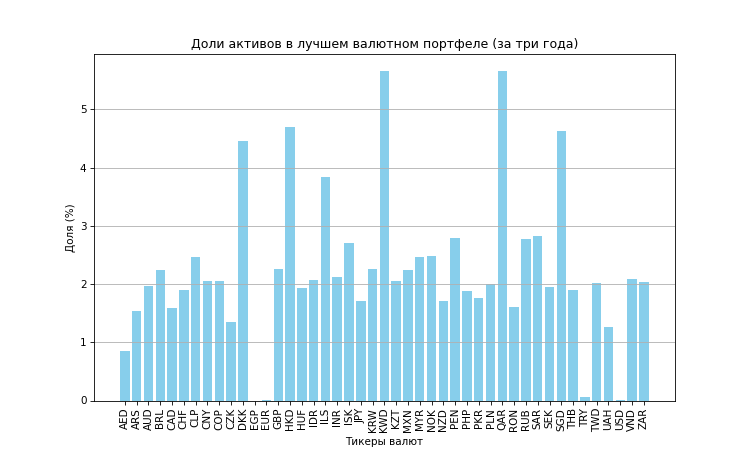 Доли активов в лучшем валютном портфеле (за три года)
Доля (%)
5
4
3
2
1
0
AED ARS AUD BRL CAD CHF CLP CNY COP CZK DKK EGP EUR GBP HKD HUF IDR ILS INR ISK JPY KRW KWD KZT MXN MYR NOK NZD PEN PHP PKR PLN QAR RON RUB SAR SEK SGD THB TRY TWD UAH USD VND ZAR
Тикеры валют